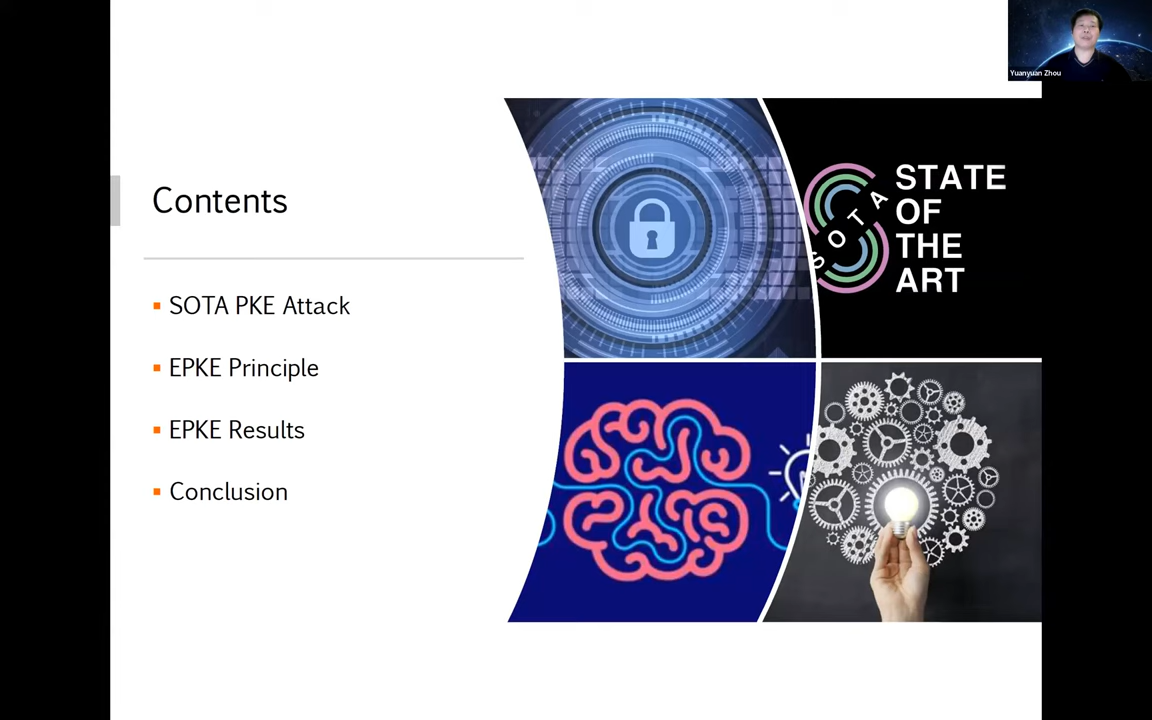 Yuanyuan Zhou
Contents
SOTA PKE Attack
EPKE Principle
EPKE Results
Conclusion
SOTA
STATE
OF
THE
ART